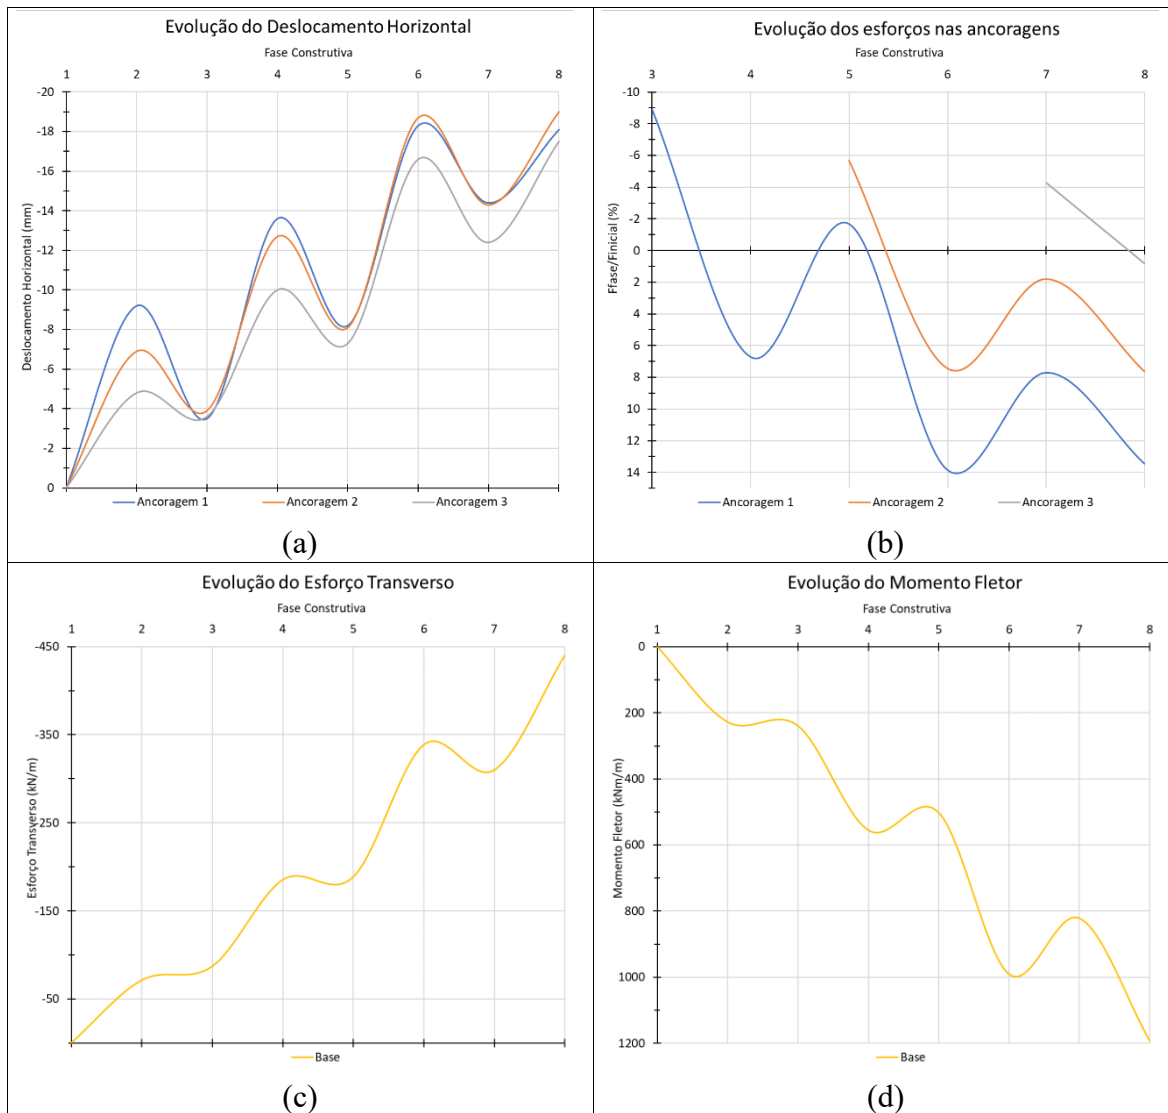 Evolução do Deslocamento Horizontal
Fase Construtiva
1 2 3 4 5 6 7 8
Deslocamento Horizontal (mm)
-20
-18
-16
-14
-12
-10
-8
-6
-4
-2
0
Ancoragem 1 Ancoragem 2 Ancoragem 3
(a)
Evolução dos esforços nas ancoragens
Fase Construtiva
3 4 5 6 7 8
Ffase/Finicial (%)
-10
-8
-6
-4
-2
0
2
4
6
8
10
12
14
Ancoragem 1 Ancoragem 2 Ancoragem 3
(b)
Evolução do Esforço Transverso
Fase Construtiva
1 2 3 4 5 6 7 8
Esforço Transverso (kN/m)
-450
-350
-250
-150
-50
Base
(c)
Evolução do Momento Fletor
Fase Construtiva
1 2 3 4 5 6 7 8
Momento Fletor (kNm/m)
0
200
400
600
800
1000
1200
Base
(d)